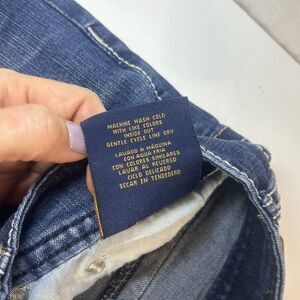 MACHINE WASH COLD
WITH LIKE COLORS
INSIDE OUT
GENTLE CYCLE LINE DRY
LAVADO A MAQUINA
CON AGUA FRIA
CON COLORES SIMILARES
LAVAR AL REVERSO
CICLO DELICADO
SECAR IN TENDEDERO